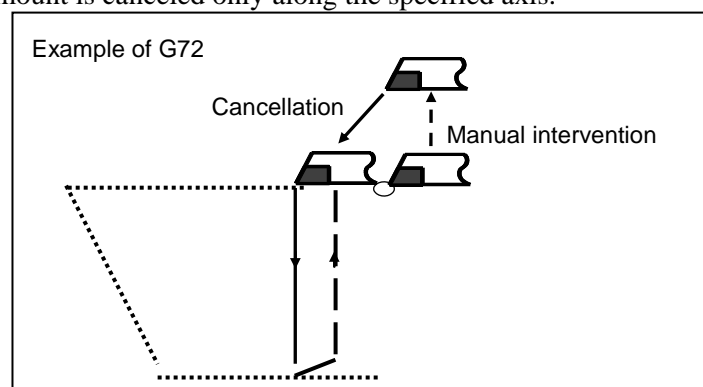 amount is canceled only along the specified axis.
Example of G72
Cancellation
Manual intervention